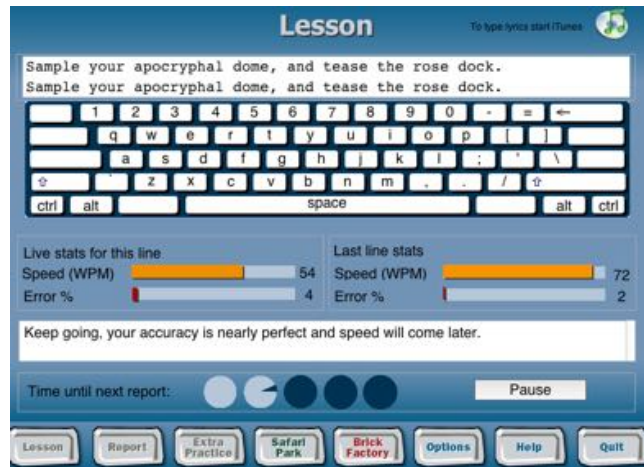 Lesson
To type lyrics start iTunes
Sample your apocryphal dome, and tease the rose dock.
Sample your apocryphal dome, and tease the rose dock.
1 2 3 4 5 6 7 8 9 0 - = ←
q w e r t y u i o p [ ]
a s d f g h j k l ; ' \
⇧ ` z x c v b n m , . / ⇧
ctrl alt space alt ctrl
Live stats for this line
Speed (WPM) 54
Error % 4
Last line stats
Speed (WPM) 72
Error % 2
Keep going, your accuracy is nearly perfect and speed will come later.
Time until next report:
Pause
Lesson Report Extra Practice Safari Park Brick Factory Options Help Quit